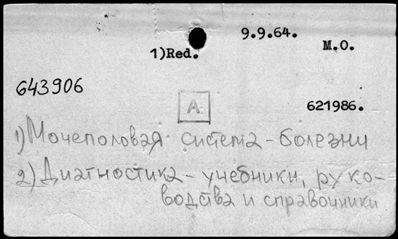 9.9.64.
1)Red. M.O.
643906
A
621986.
1) Мочеполовая система - болезни
2) Диагностика - учебники, руко-
водства и справочники